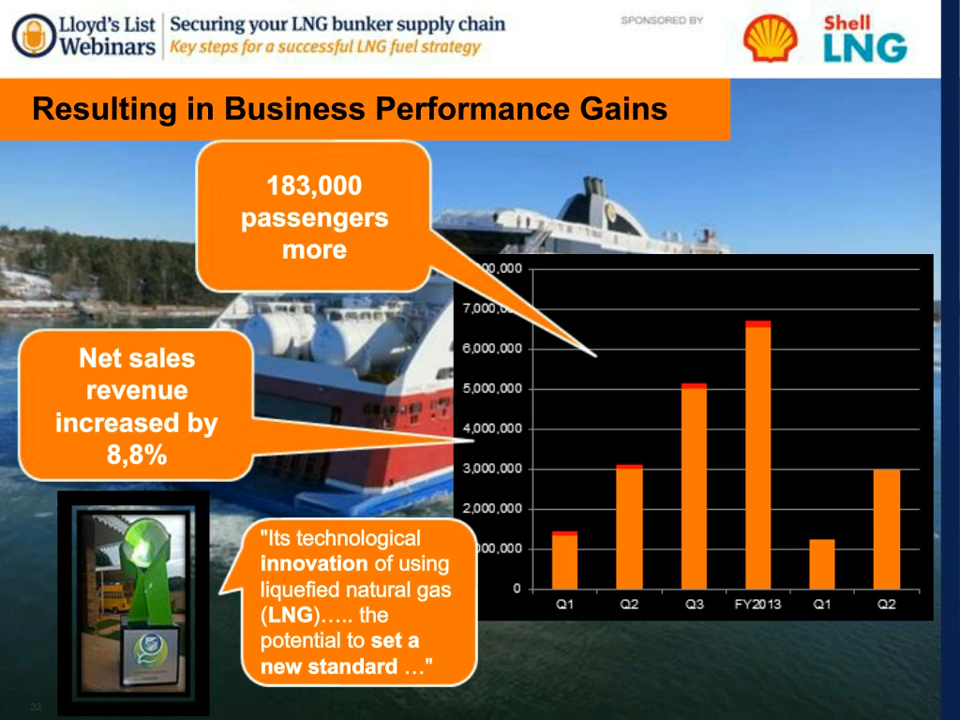 Lloyd's List
Webinars
Securing your LNG bunker supply chain
Key steps for a successful LNG fuel strategy
SPONSORED BY
Shell
LNG
Resulting in Business Performance Gains
183,000
passengers
more
Net sales
revenue
increased by
8,8%
"Its technological
innovation of using
liquefied natural gas
(LNG)….. the
potential to set a
new standard …"
00,000
7,000,0
6,000,000
5,000,000
4,000,000
3,000,000
2,000,000
000,000
0
Q1 Q2 Q3 FY2013 Q1 Q2
32